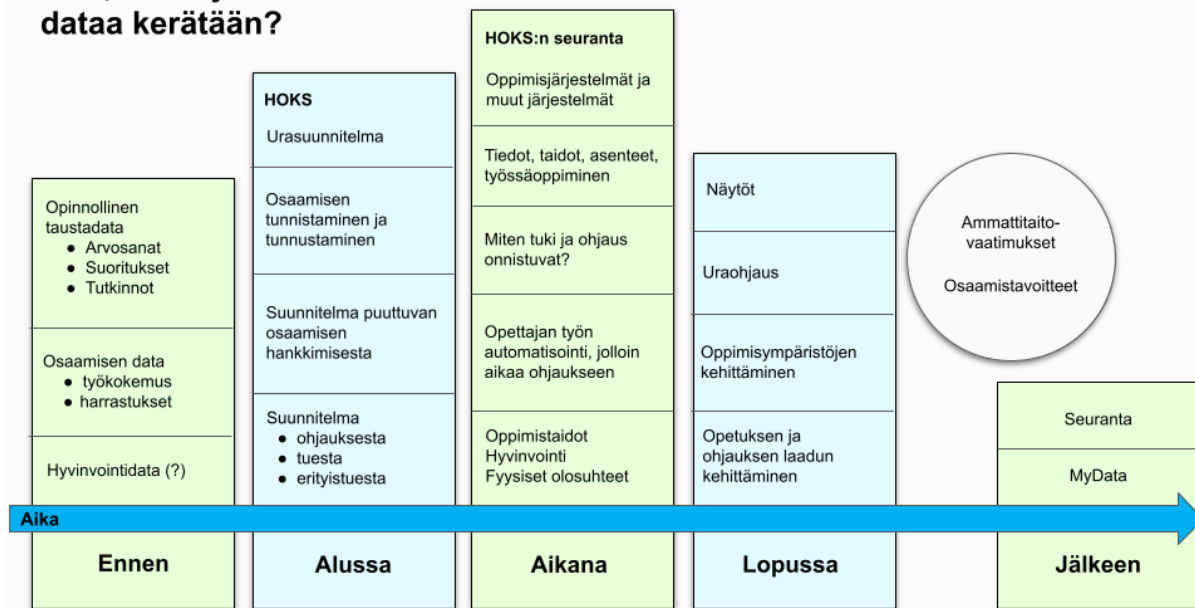 dataa kerätään?
Opinnollinen
taustadata
● Arvosanat
● Suoritukset
● Tutkinnot
Osaamisen data
● työkokemus
● harrastukset
Hyvinvointidata (?)
HOKS
Urasuunnitelma
Osaamisen
tunnistaminen ja
tunnustaminen
Suunnitelma puuttuvan
osaamisen
hankkimisesta
Suunnitelma
● ohjauksesta
● tuesta
● erityistuesta
HOKS:n seuranta
Oppimisjärjestelmät ja
muut järjestelmät
Tiedot, taidot, asenteet,
työssäoppiminen
Miten tuki ja ohjaus
onnistuvat?
Opettajan työn
automatisointi, jolloin
aikaa ohjaukseen
Oppimistaidot
Hyvinvointi
Fyysiset olosuhteet
Näytöt
Uraohjaus
Oppimisympäristöjen
kehittäminen
Opetuksen ja
ohjauksen laadun
kehittäminen
Ammattitaito-
vaatimukset
Osaamistavoitteet
Seuranta
MyData
Aika
Ennen
Alussa
Aikana
Lopussa
Jälkeen